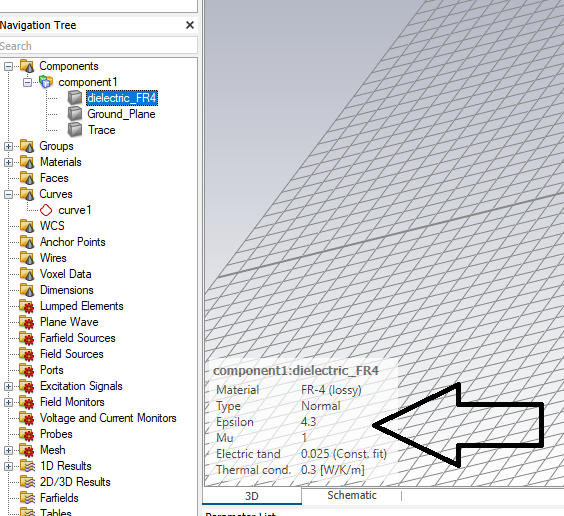 Navigation Tree
Search
Components
component1
dielectric_FR4
Ground_Plane
Trace
Groups
Materials
Faces
Curves
curve1
WCS
Anchor Points
Wires
Voxel Data
Dimensions
Lumped Elements
Plane Wave
Farfield Sources
Field Sources
Ports
Excitation Signals
Field Monitors
Voltage and Current Monitors
Probes
Mesh
1D Results
2D/3D Results
Farfields
Tables
component1:dielectric_FR4
Material FR-4 (lossy)
Type Normal
Epsilon 4.3
Mu 1
Electric tand 0.025 (Const. fit)
Thermal cond. 0.3 [W/K/m]
3D Schematic
Parameter List